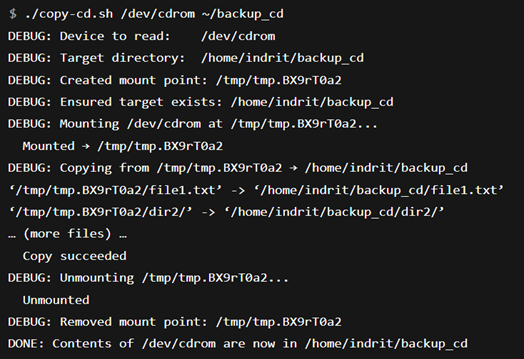 $ ./copy-cd.sh /dev/cdrom ~/backup_cd
DEBUG: Device to read:    /dev/cdrom
DEBUG: Target directory:  /home/indrit/backup_cd
DEBUG: Created mount point: /tmp/tmp.BX9rT0a2
DEBUG: Ensured target exists: /home/indrit/backup_cd
DEBUG: Mounting /dev/cdrom at /tmp/tmp.BX9rT0a2...
  Mounted → /tmp/tmp.BX9rT0a2
DEBUG: Copying from /tmp/tmp.BX9rT0a2 → /home/indrit/backup_cd
‘/tmp/tmp.BX9rT0a2/file1.txt’ -> ‘/home/indrit/backup_cd/file1.txt’
‘/tmp/tmp.BX9rT0a2/dir2/’ -> ‘/home/indrit/backup_cd/dir2/’
… (more files) …
  Copy succeeded
DEBUG: Unmounting /tmp/tmp.BX9rT0a2...
  Unmounted
DEBUG: Removed mount point: /tmp/tmp.BX9rT0a2
DONE: Contents of /dev/cdrom are now in /home/indrit/backup_cd